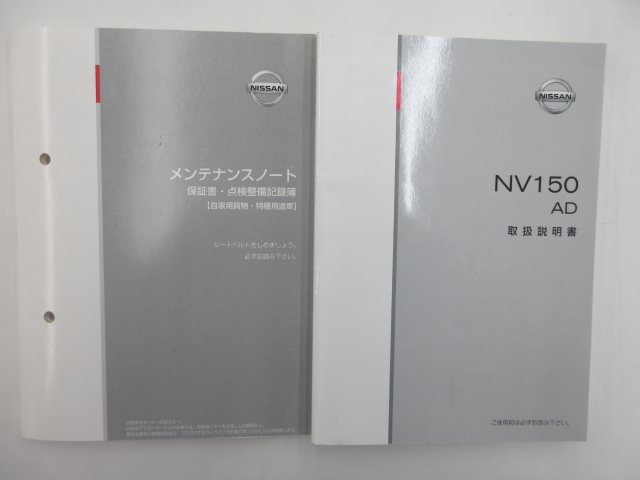 NISSAN
メンテナンスノート
保証書・点検整備記録簿
【自家用貨物・特種用途車】
シートベルトをしめましょう。
必ずお読み下さい。
NISSAN
NV150
AD
取扱説明書
ご使用前は必ずお読み下さい。